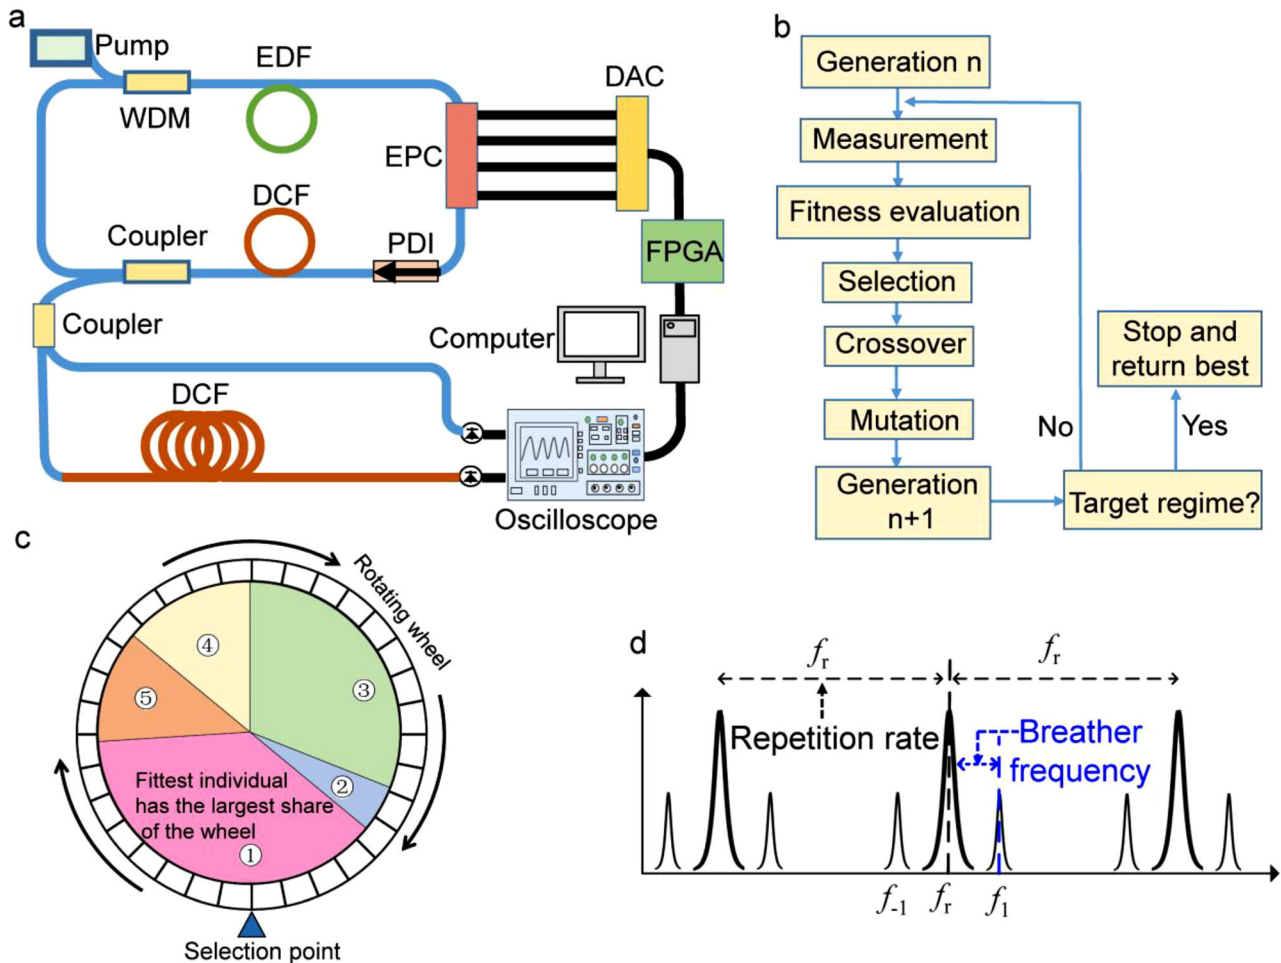 a
Pump
EDF
DAC
WDM
EPC
DCF
Coupler
PDI
FPGA
Coupler
Computer
DCF
Oscilloscope
b
Generation n
Measurement
Fitness evaluation
Selection
Crossover
Mutation
Generation
n+1
Target regime?
No
Yes
Stop and
return best
c
Rotating wheel
④
③
⑤
②
Fittest individual
has the largest share
of the wheel
①
Selection point
d
fr
fr
Repetition rate
Breather
frequency
f-1
fr
f1